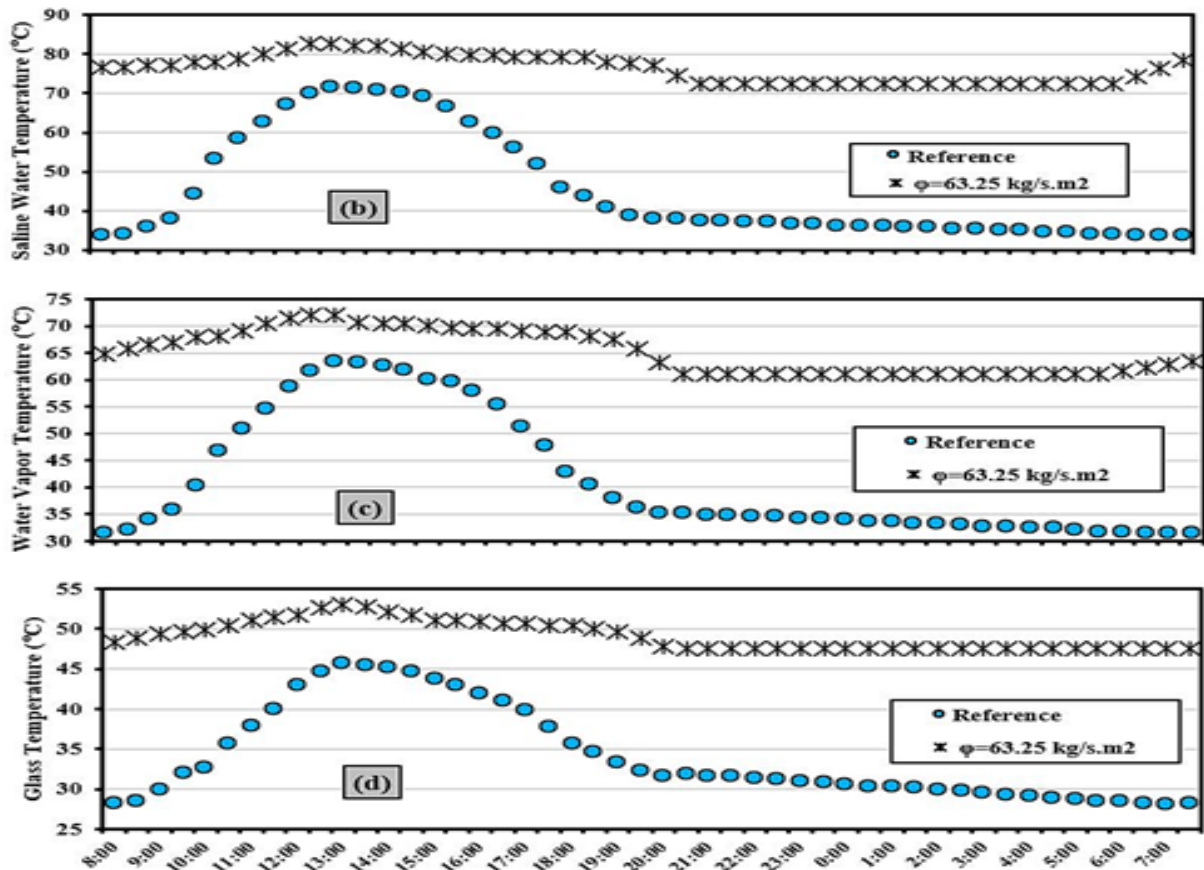 Saline Water Temperature (°C)
90
80
70
60
50
40
30
Reference
φ=63.25 kg/s.m2
(b)
Water Vapor Temperature (°C)
75
70
65
60
55
50
45
40
35
30
Reference
φ=63.25 kg/s.m2
(c)
Glass Temperature (°C)
55
50
45
40
35
30
25
Reference
φ=63.25 kg/s.m2
(d)
8:00 9:00 10:00 11:00 12:00 13:00 14:00 15:00 16:00 17:00 18:00 19:00 20:00 21:00 22:00 23:00 0:00 1:00 2:00 3:00 4:00 5:00 6:00 7:00